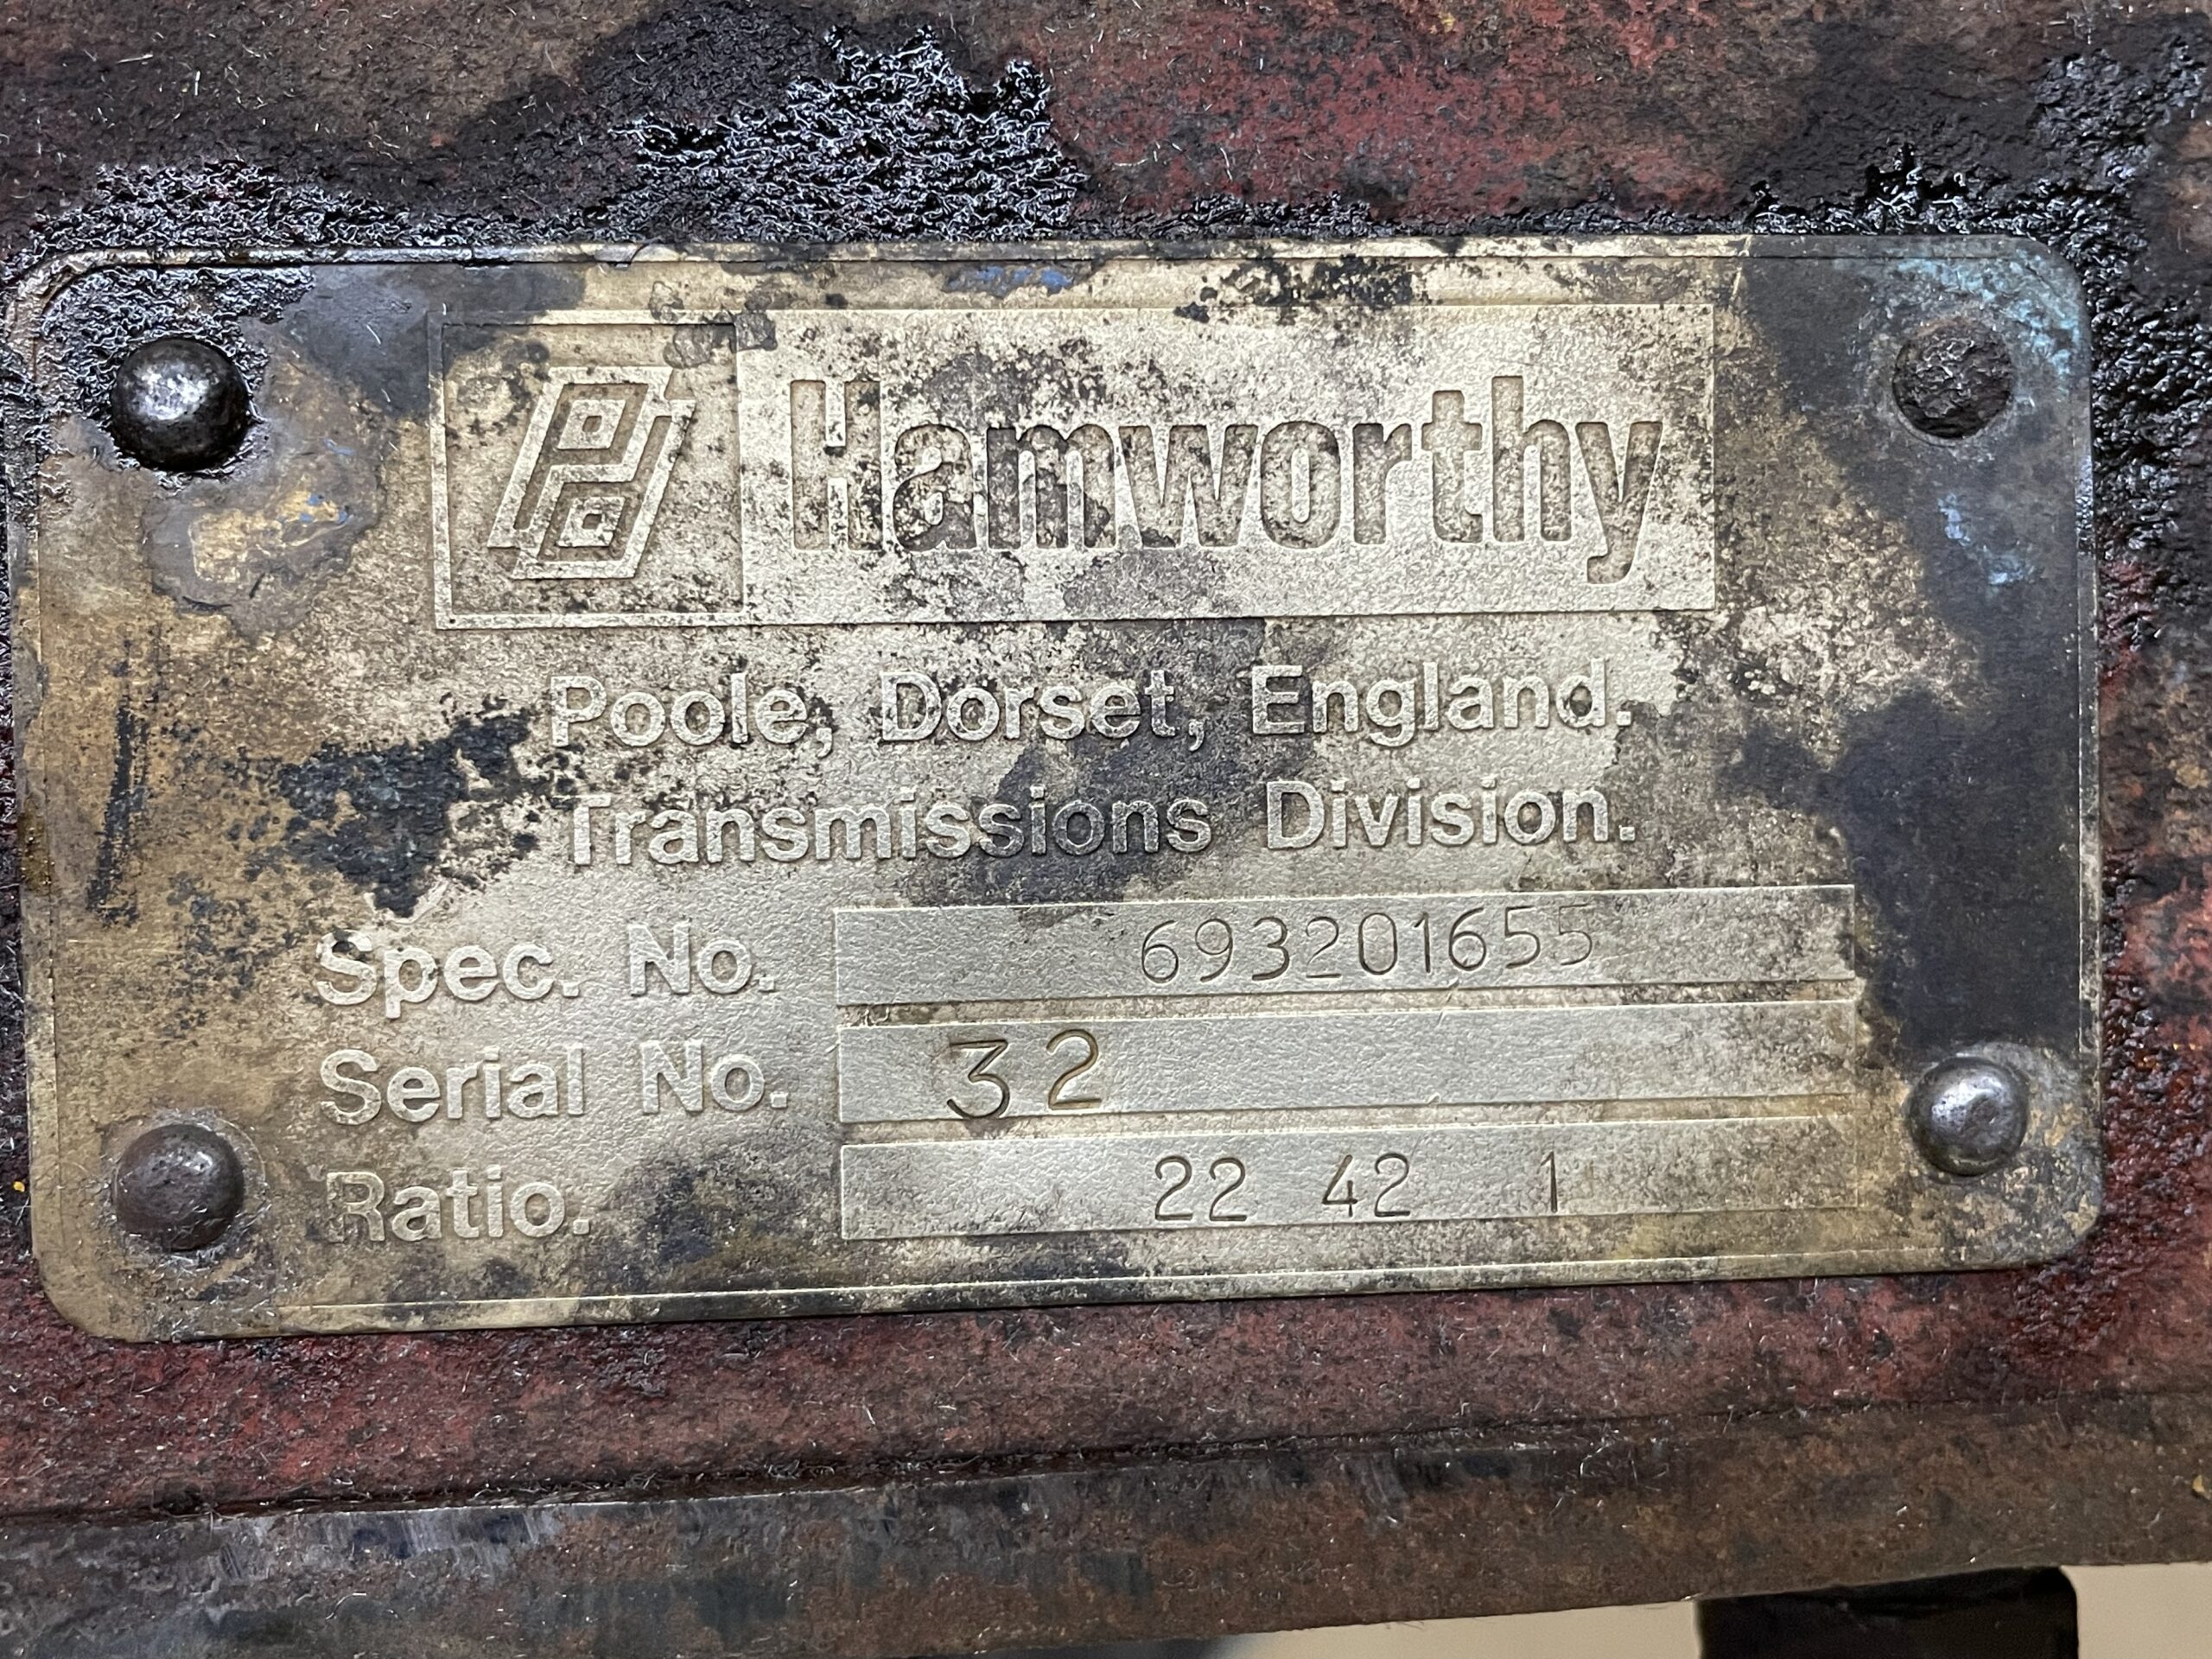 Hamworthy
Poole, Dorset, England.
Transmissions Division.
Spec. No. 693201655
Serial No. 32
Ratio. 22 42 1